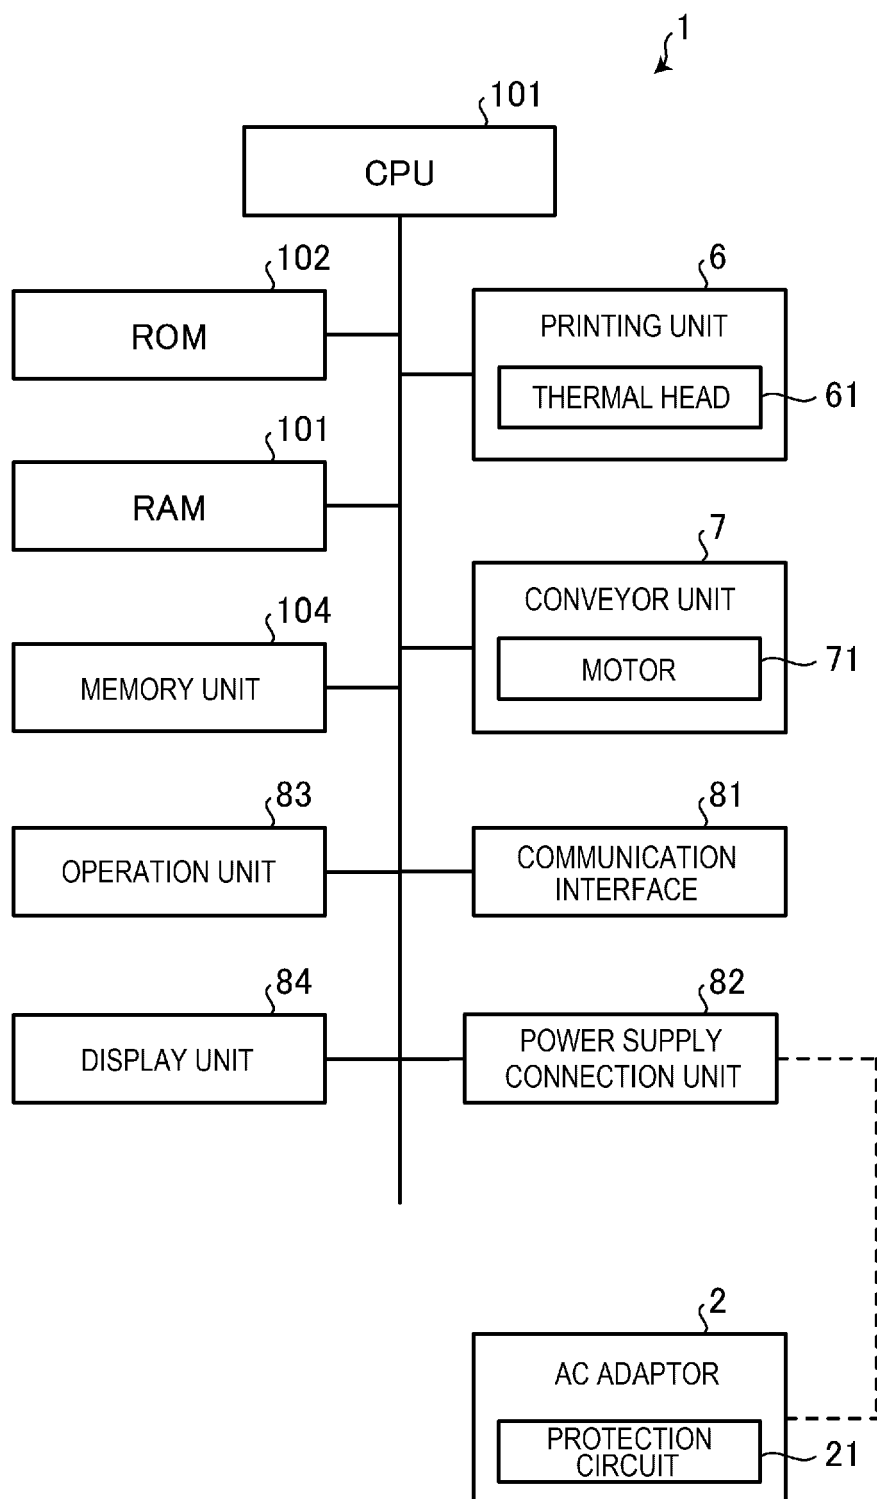 1
101
CPU
102
ROM
6
PRINTING UNIT
THERMAL HEAD
61
101
RAM
7
CONVEYOR UNIT
MOTOR
71
104
MEMORY UNIT
83
OPERATION UNIT
81
COMMUNICATION
INTERFACE
84
DISPLAY UNIT
82
POWER SUPPLY
CONNECTION UNIT
2
AC ADAPTOR
PROTECTION
CIRCUIT
21